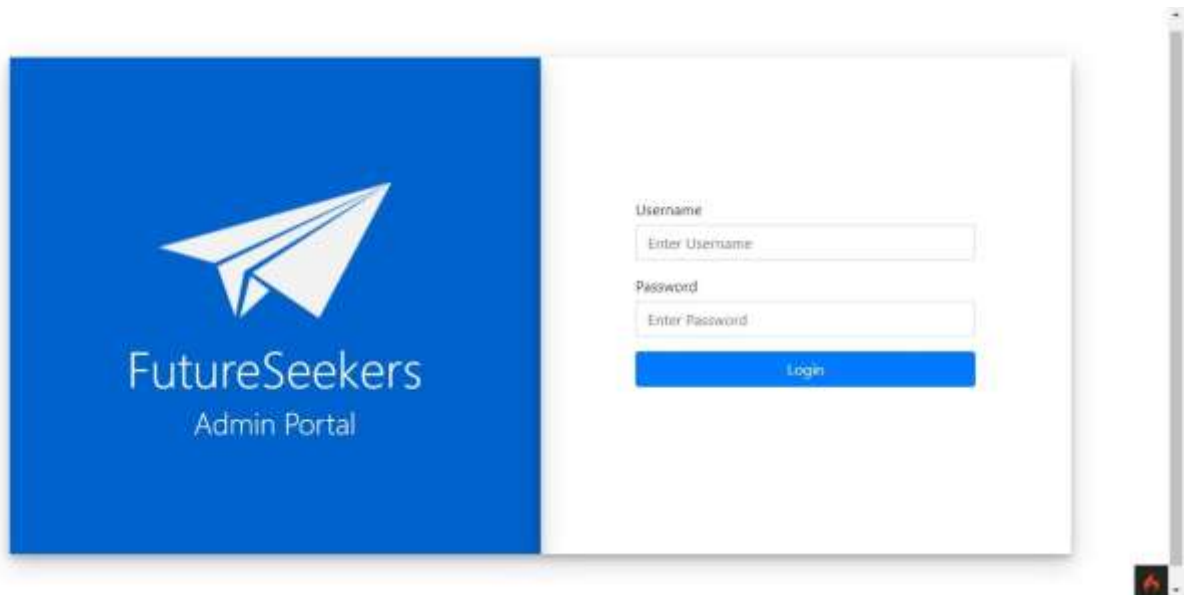 FutureSeekers
Admin Portal
Username
Enter Username
Password
Enter Password
Login